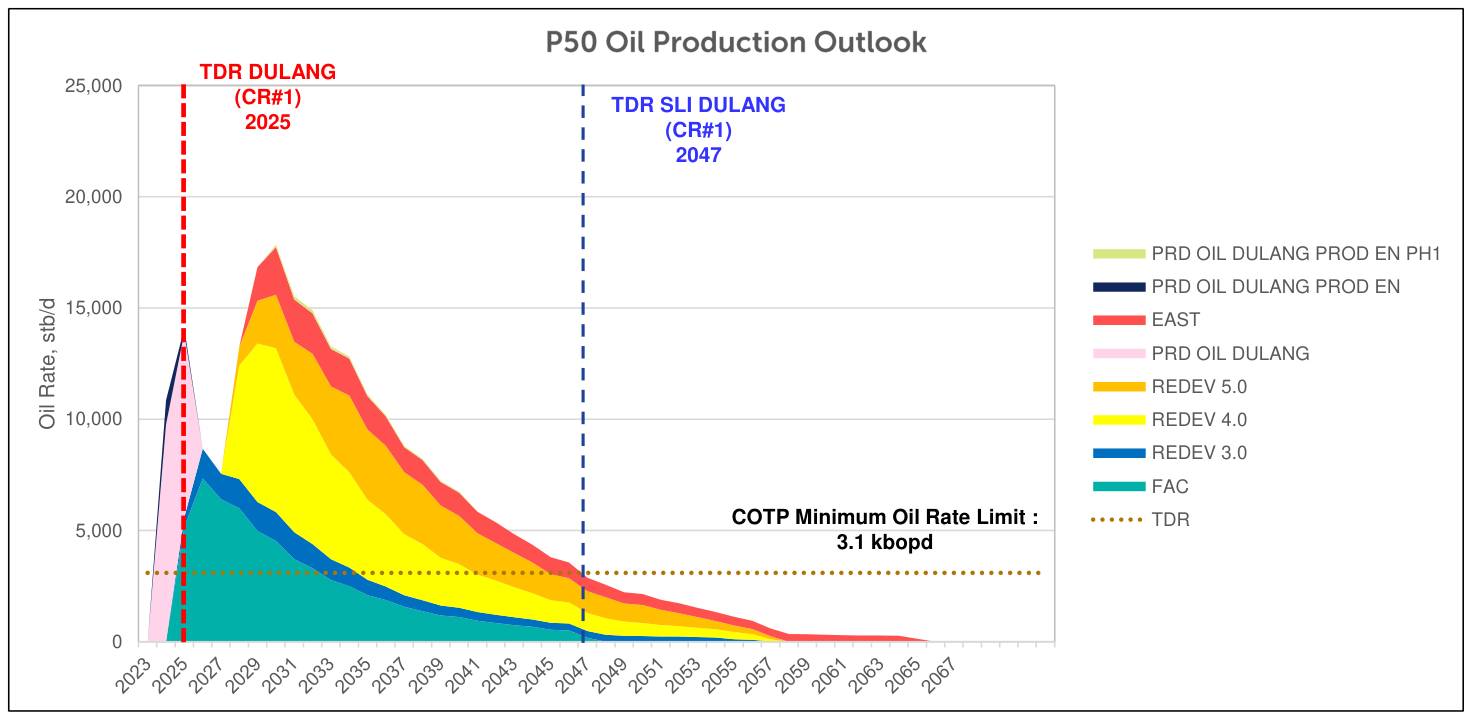 P50 Oil Production Outlook
TDR DULANG
(CR#1)
2025
TDR SLI DULANG
(CR#1)
2047
25,000
20,000
15,000
10,000
5,000
0
Oil Rate, stb/d
COTP Minimum Oil Rate Limit :
3.1 kbopd
2023
2025
2027
2029
2031
2033
2035
2037
2039
2041
2043
2045
2047
2049
2051
2053
2055
2057
2059
2061
2063
2065
2067
PRD OIL DULANG PROD EN PH1
PRD OIL DULANG PROD EN
EAST
PRD OIL DULANG
REDEV 5.0
REDEV 4.0
REDEV 3.0
FAC
TDR